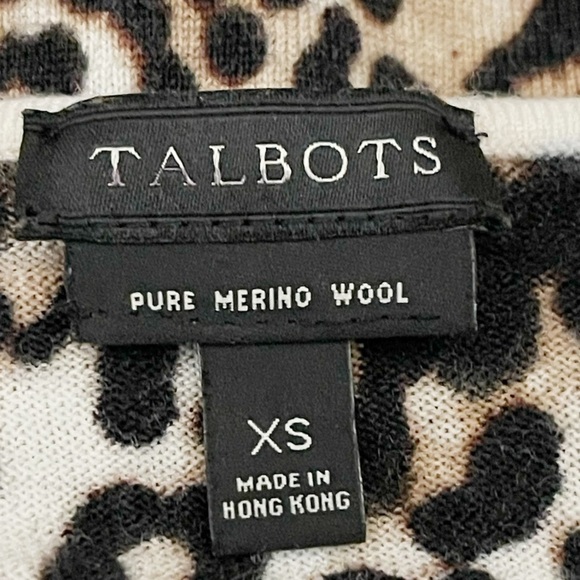 TALBOTS
PURE MERINO WOOL
XS
MADE IN
HONG KONG